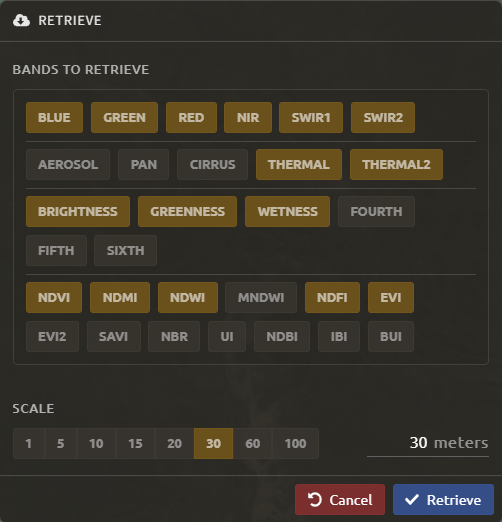 RETRIEVE
BANDS TO RETRIEVE
BLUE GREEN RED NIR SWIR1 SWIR2
AEROSOL PAN CIRRUS THERMAL THERMAL2
BRIGHTNESS GREENNESS WETNESS FOURTH
FIFTH SIXTH
NDVI NDMI NDWI MNDWI NDFI EVI
EVI2 SAVI NBR UI NDBI IBI BUI
SCALE
1 5 10 15 20 30 60 100 30 meters
Cancel Retrieve